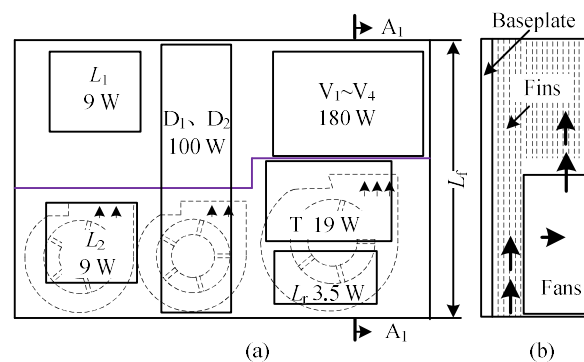 A₁
L₁
9 W
D₁、D₂
100 W
V₁~V₄
180 W
L₂
9 W
T 19 W
Lᵣ 3.5 W
L_f
A₁
(a)
Baseplate
Fins
Fans
(b)